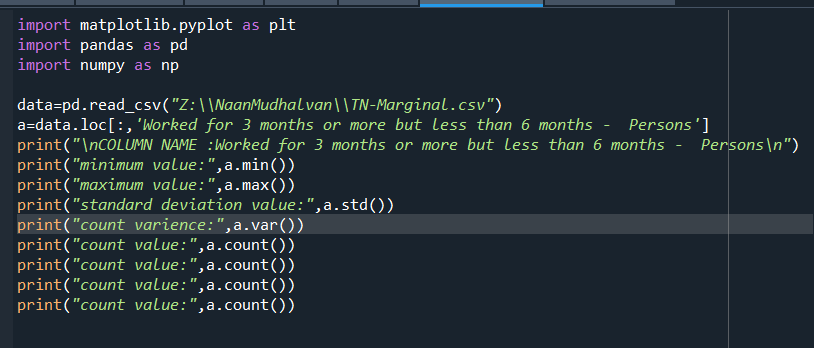 import matplotlib.pyplot as plt
import pandas as pd
import numpy as np
data=pd.read_csv("Z:\\NaanMudhalvan\\TN-Marginal.csv")
a=data.loc[:,'Worked for 3 months or more but less than 6 months -  Persons']
print("\nCOLUMN NAME :Worked for 3 months or more but less than 6 months -  Persons\n")
print("minimum value:",a.min())
print("maximum value:",a.max())
print("standard deviation value:",a.std())
print("count varience:",a.var())
print("count value:",a.count())
print("count value:",a.count())
print("count value:",a.count())
print("count value:",a.count())